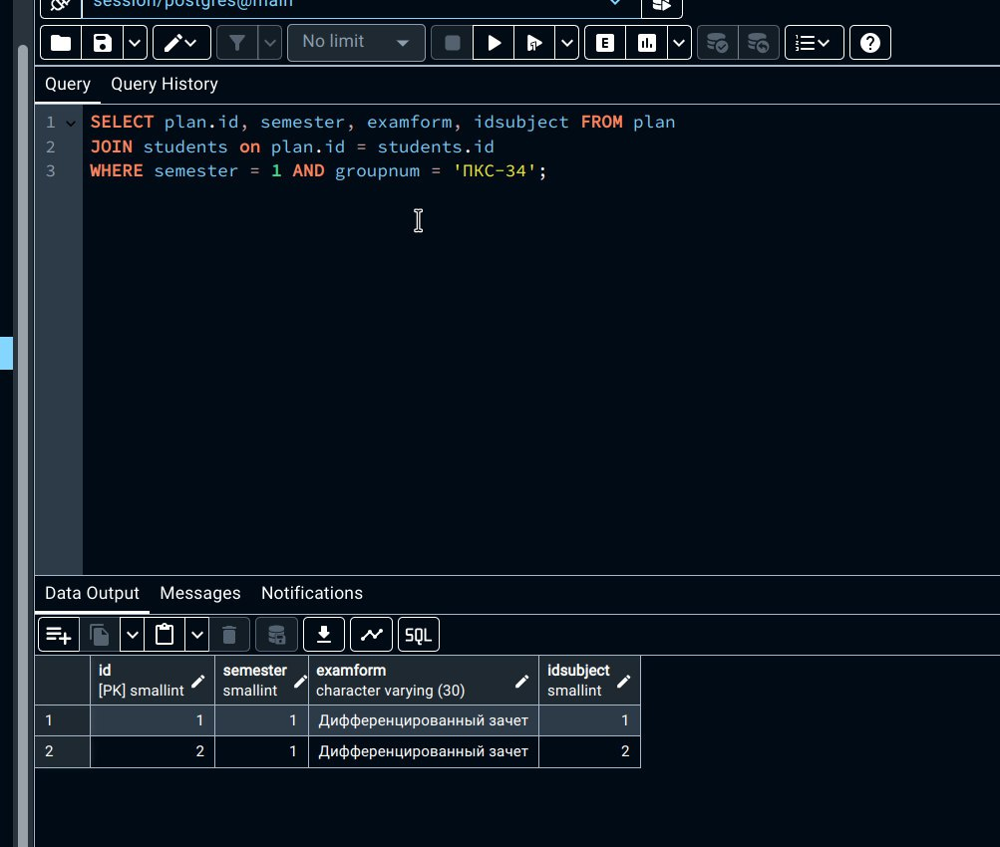 session/postgres@main
No limit
E
Query Query History
1 SELECT plan.id, semester, examform, idsubject FROM plan
2 JOIN students on plan.id = students.id
3 WHERE semester = 1 AND groupnum = 'ПКС-34';
Data Output Messages Notifications
SQL
id semester examform idsubject
[PK] smallint smallint character varying (30) smallint
1 1 1 Дифференцированный зачет 1
2 2 1 Дифференцированный зачет 2